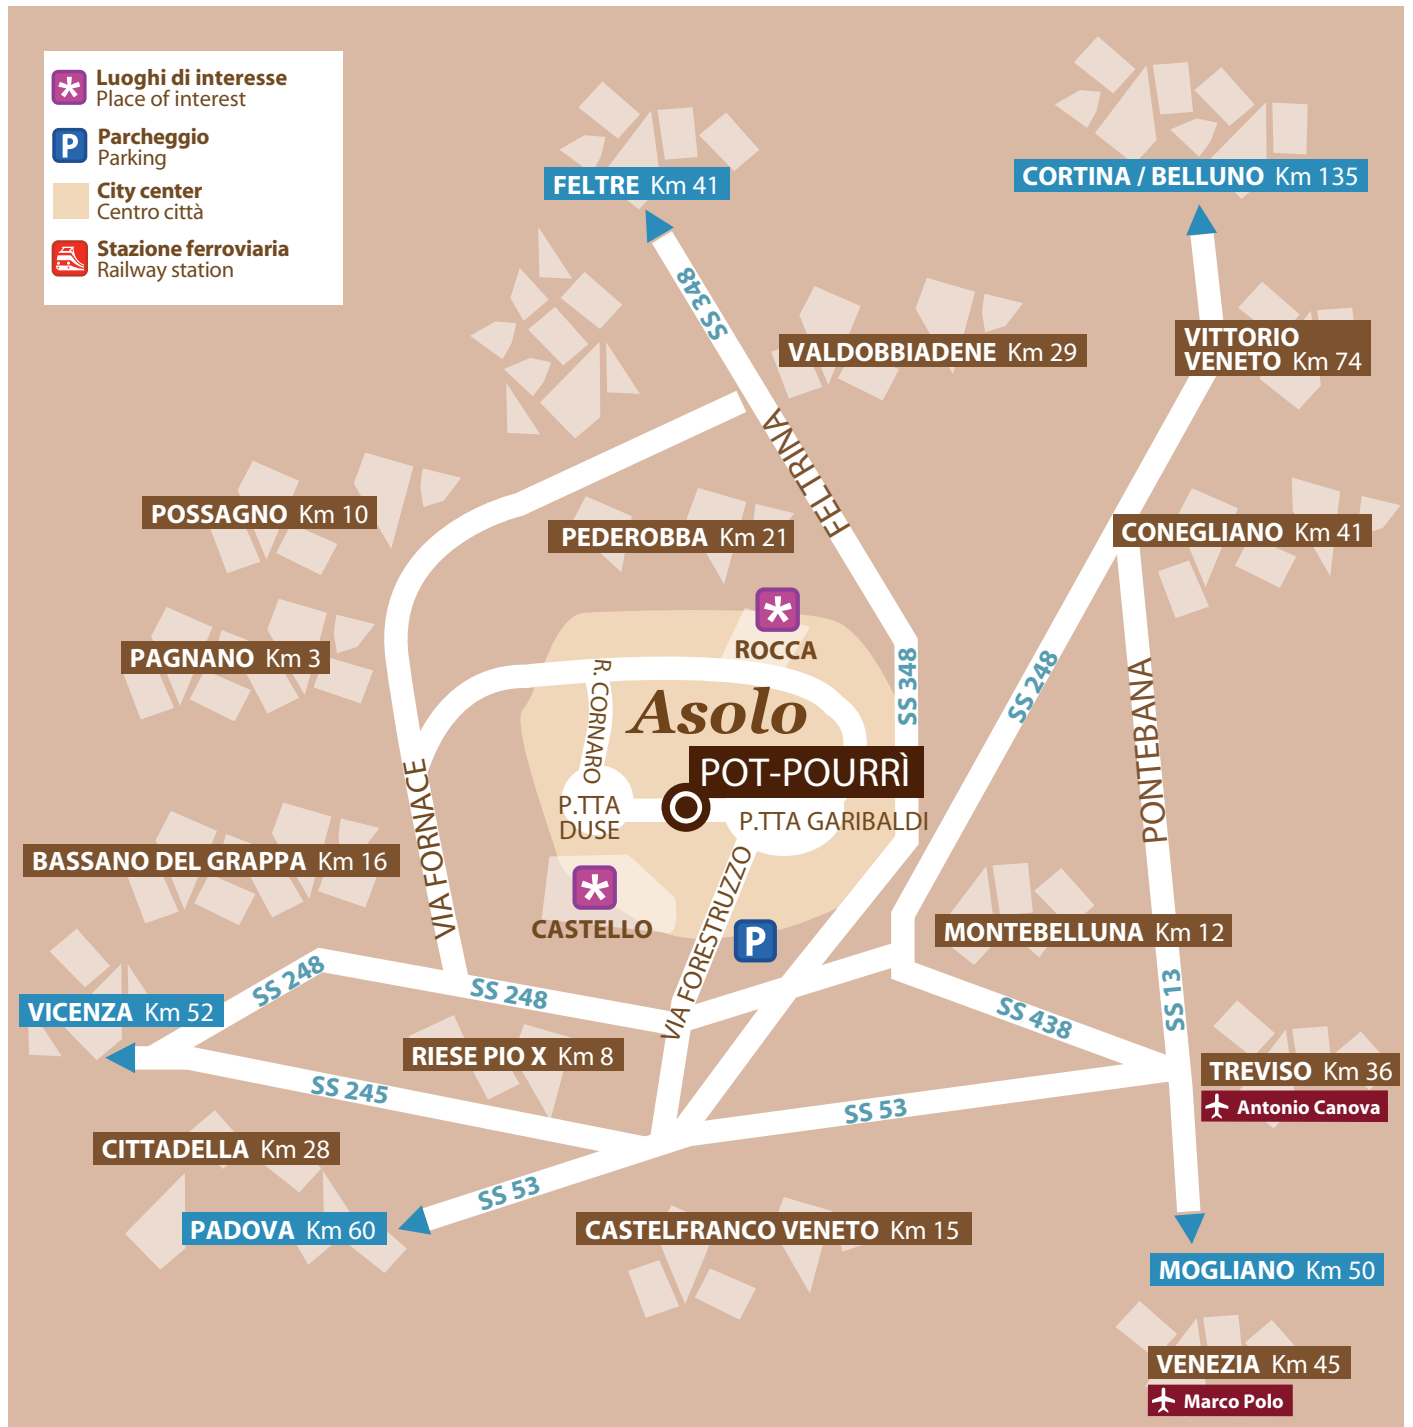 Luoghi di interesse
Place of interest
Parcheggio
P
Parking
City center
Centro città
Stazione ferroviaria
Railway station
FELTRE Km 41
CORTINA / BELLUNO Km 135
SS 348
VALDOBBIADENE Km 29
VITTORIO
VENETO Km 74
FELTRINA
POSSAGNO Km 10
PEDEROBBA Km 21
CONEGLIANO Km 41
ROCCA
PAGNANO Km 3
R. CORNARO
Asolo
SS 348
SS 248
PONTEBANA
POT-POURRÌ
P.TTA
DUSE
P.TTA GARIBALDI
VIA FORNACE
BASSANO DEL GRAPPA Km 16
VIA FORESTRUZZO
CASTELLO
P
MONTEBELLUNA Km 12
SS 248
SS 248
SS 13
VICENZA Km 52
SS 438
RIESE PIO X Km 8
TREVISO Km 36
Antonio Canova
SS 245
SS 53
CITTADELLA Km 28
SS 53
PADOVA Km 60
CASTELFRANCO VENETO Km 15
MOGLIANO Km 50
VENEZIA Km 45
Marco Polo